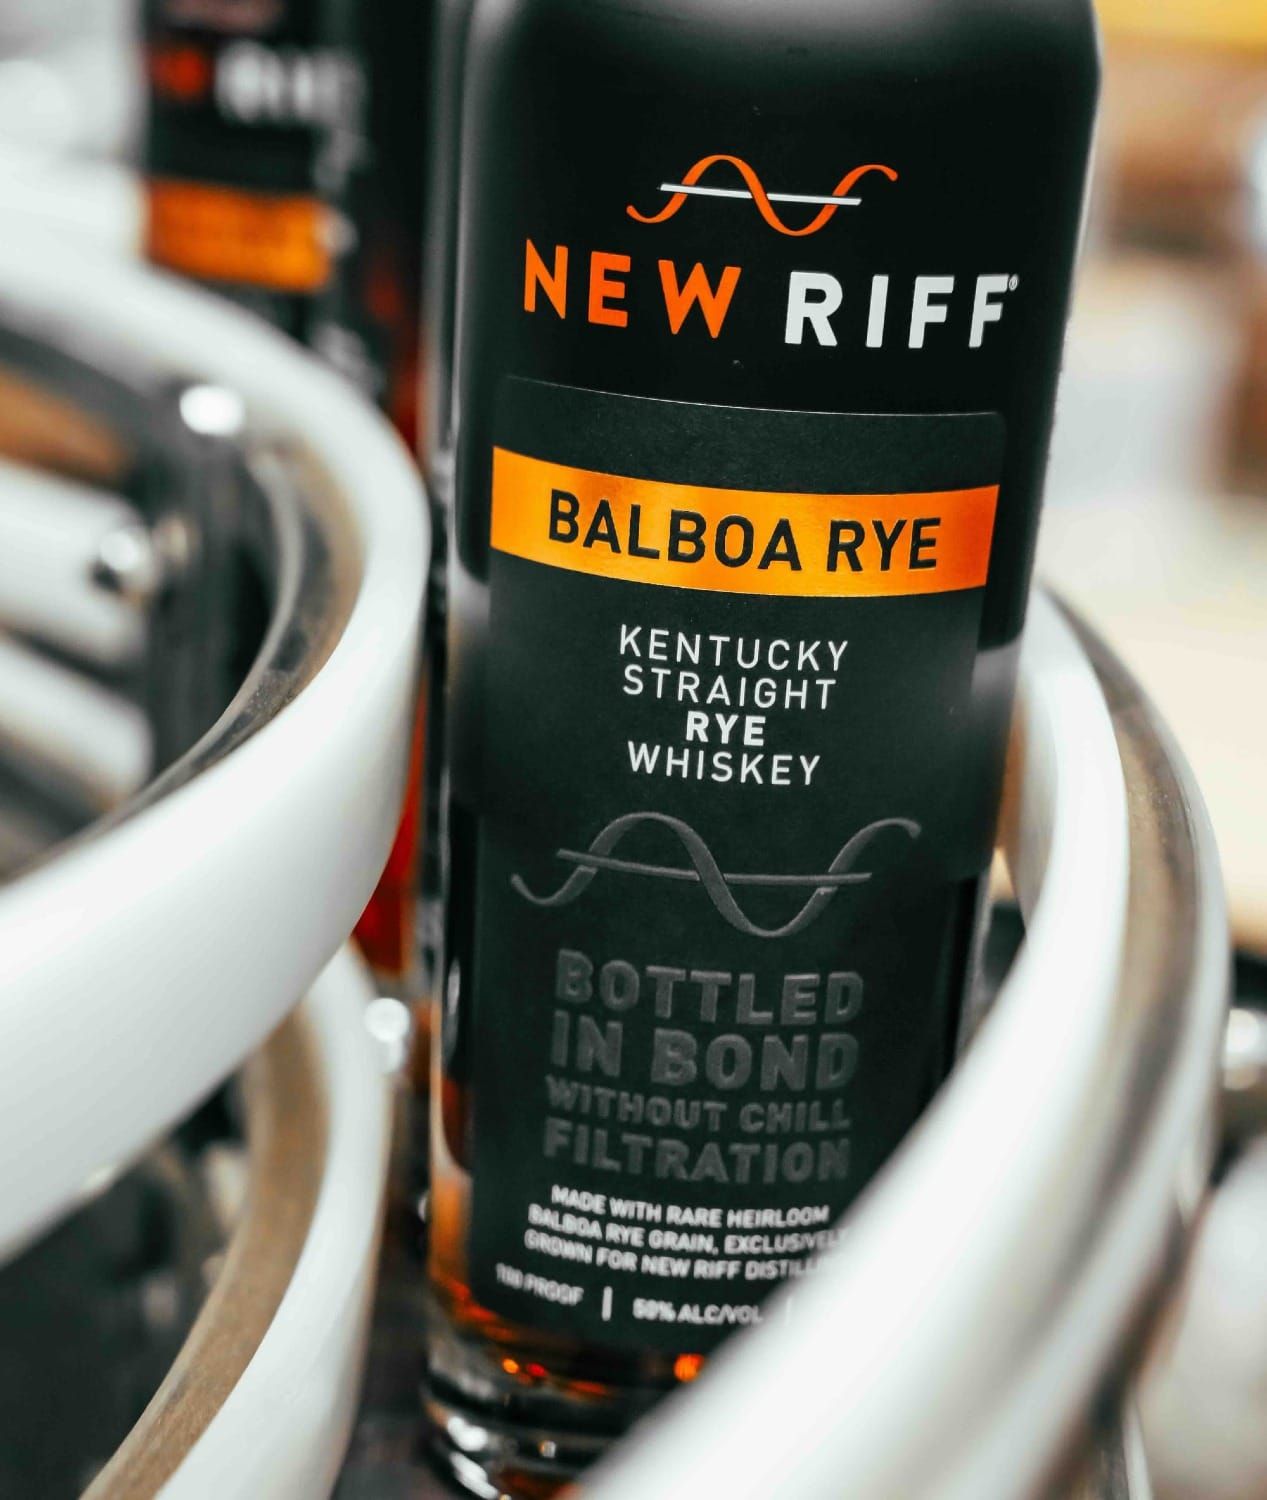 NEW RIFF®
BALBOA RYE
KENTUCKY
STRAIGHT
RYE
WHISKEY
BOTTLED
IN BOND
WITHOUT CHILL
FILTRATION
MADE WITH RARE HEIRLOOM
BALBOA RYE GRAIN, EXCLUSIVELY
GROWN FOR NEW RIFF
100 PROOF | 50% ALC/VOL